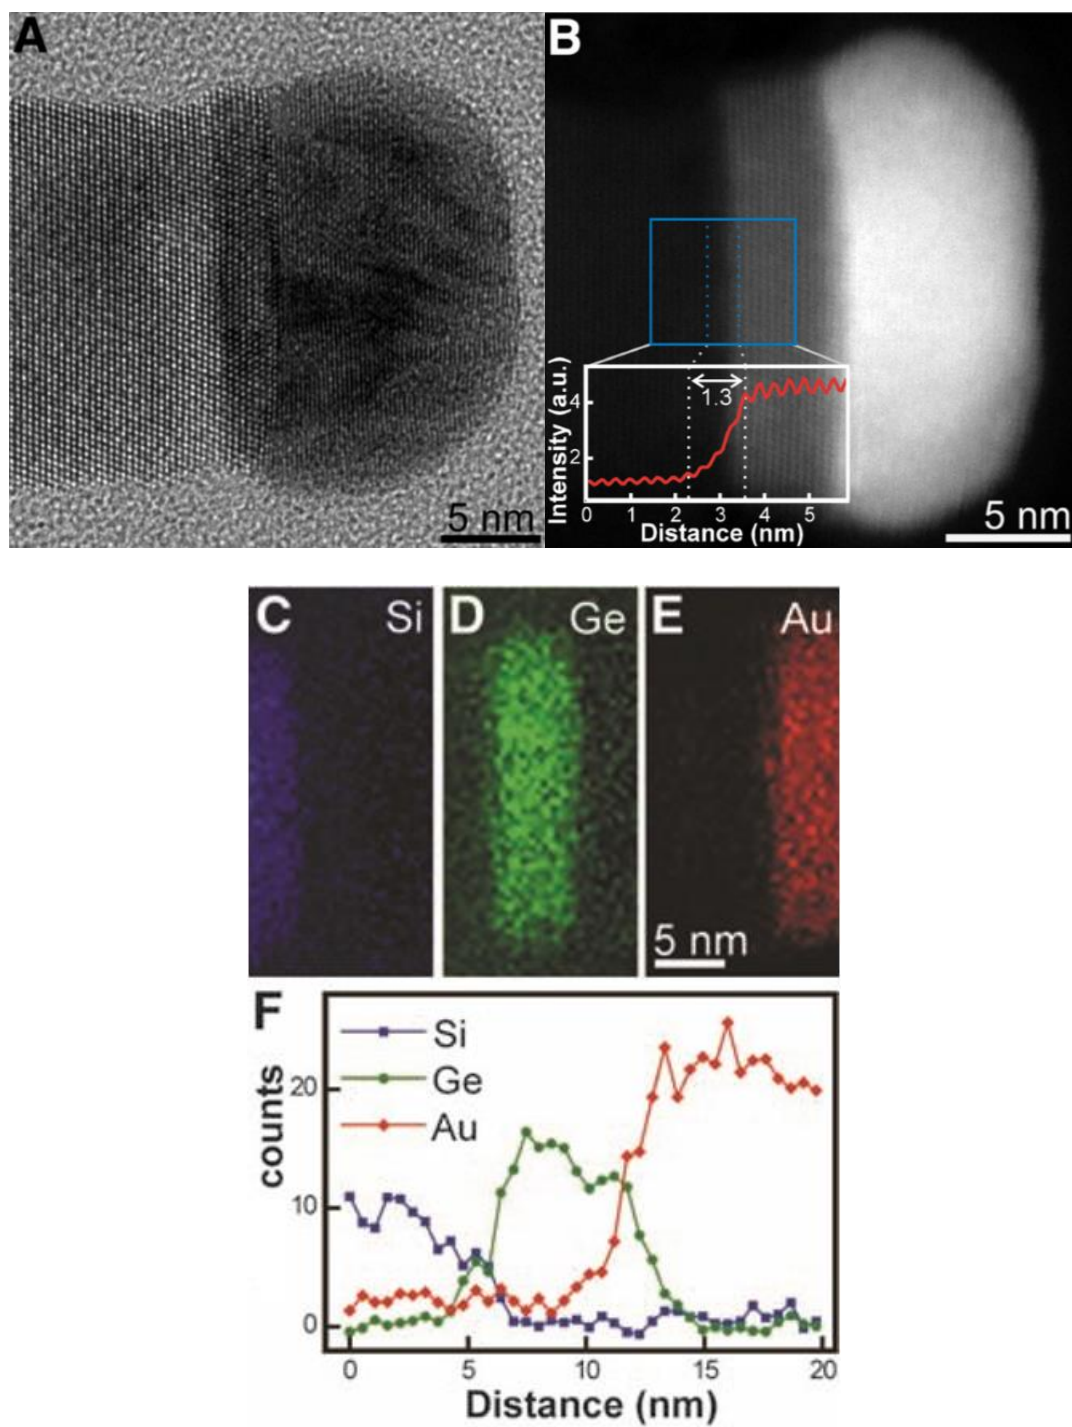 A
5 nm
B
Intensity (a.u.)
4
2
1.3
0 1 2 3 4 5
Distance (nm)
5 nm
C Si
D Ge
E Au
5 nm
F
Si
Ge
Au
counts
20
10
0
0 5 10 15 20
Distance (nm)